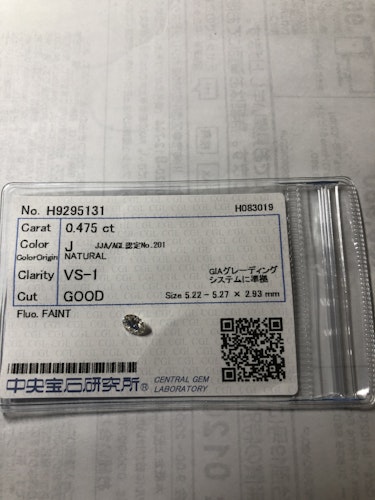 No. H9295131 H083019
Carat 0.475 ct
Color J JJA/AGL認定No.201
ColorOrigin NATURAL
Clarity VS-1 GIAグレーディング
システムに準拠
Cut GOOD Size 5.22 - 5.27 × 2.93 mm
Fluo. FAINT
中央宝石研究所® CENTRAL GEM
LABORATORY